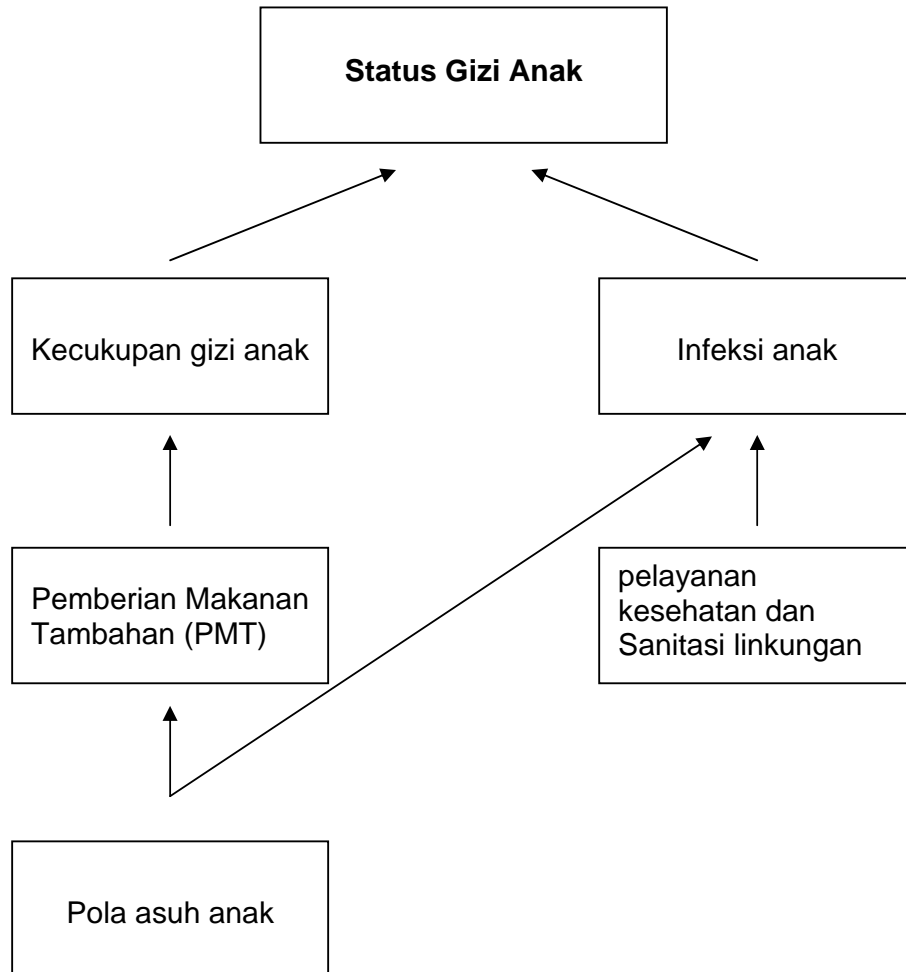 Status Gizi Anak
Kecukupan gizi anak
Infeksi anak
Pemberian Makanan
Tambahan (PMT)
pelayanan
kesehatan dan
Sanitasi linkungan
Pola asuh anak